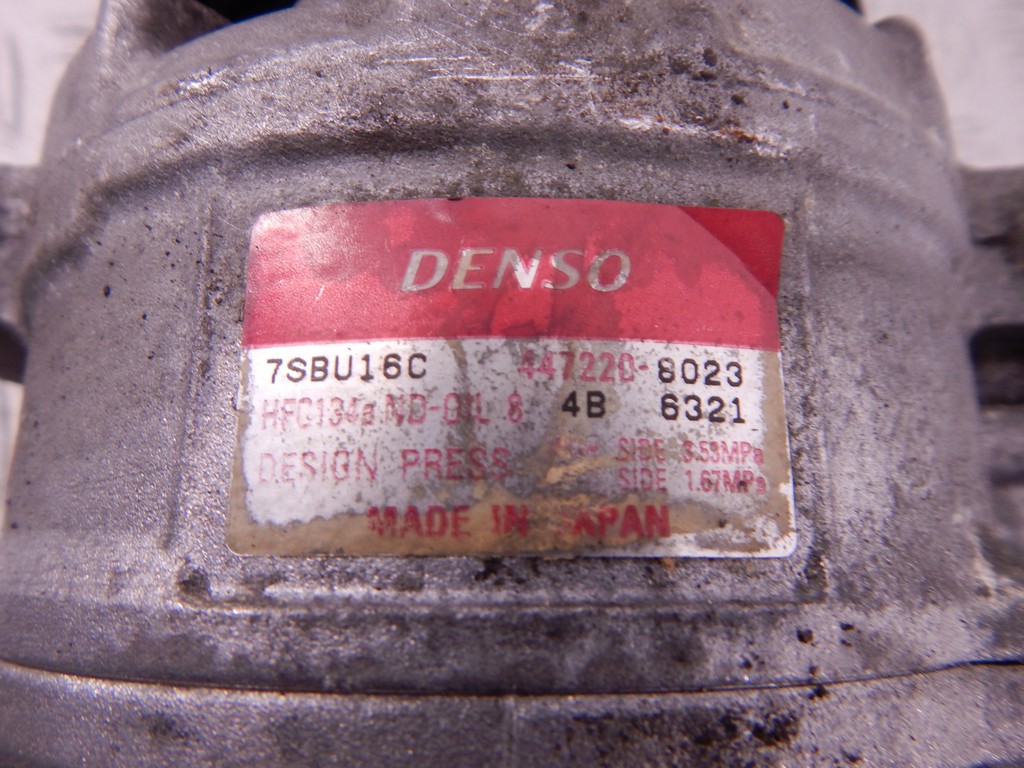 DENSO
7SBU16C 447220-8023
HFC134a ND-OIL 8 4B 6321
DESIGN PRESS SIDE 3.53MPa
SIDE 1.67MPa
MADE IN JAPAN